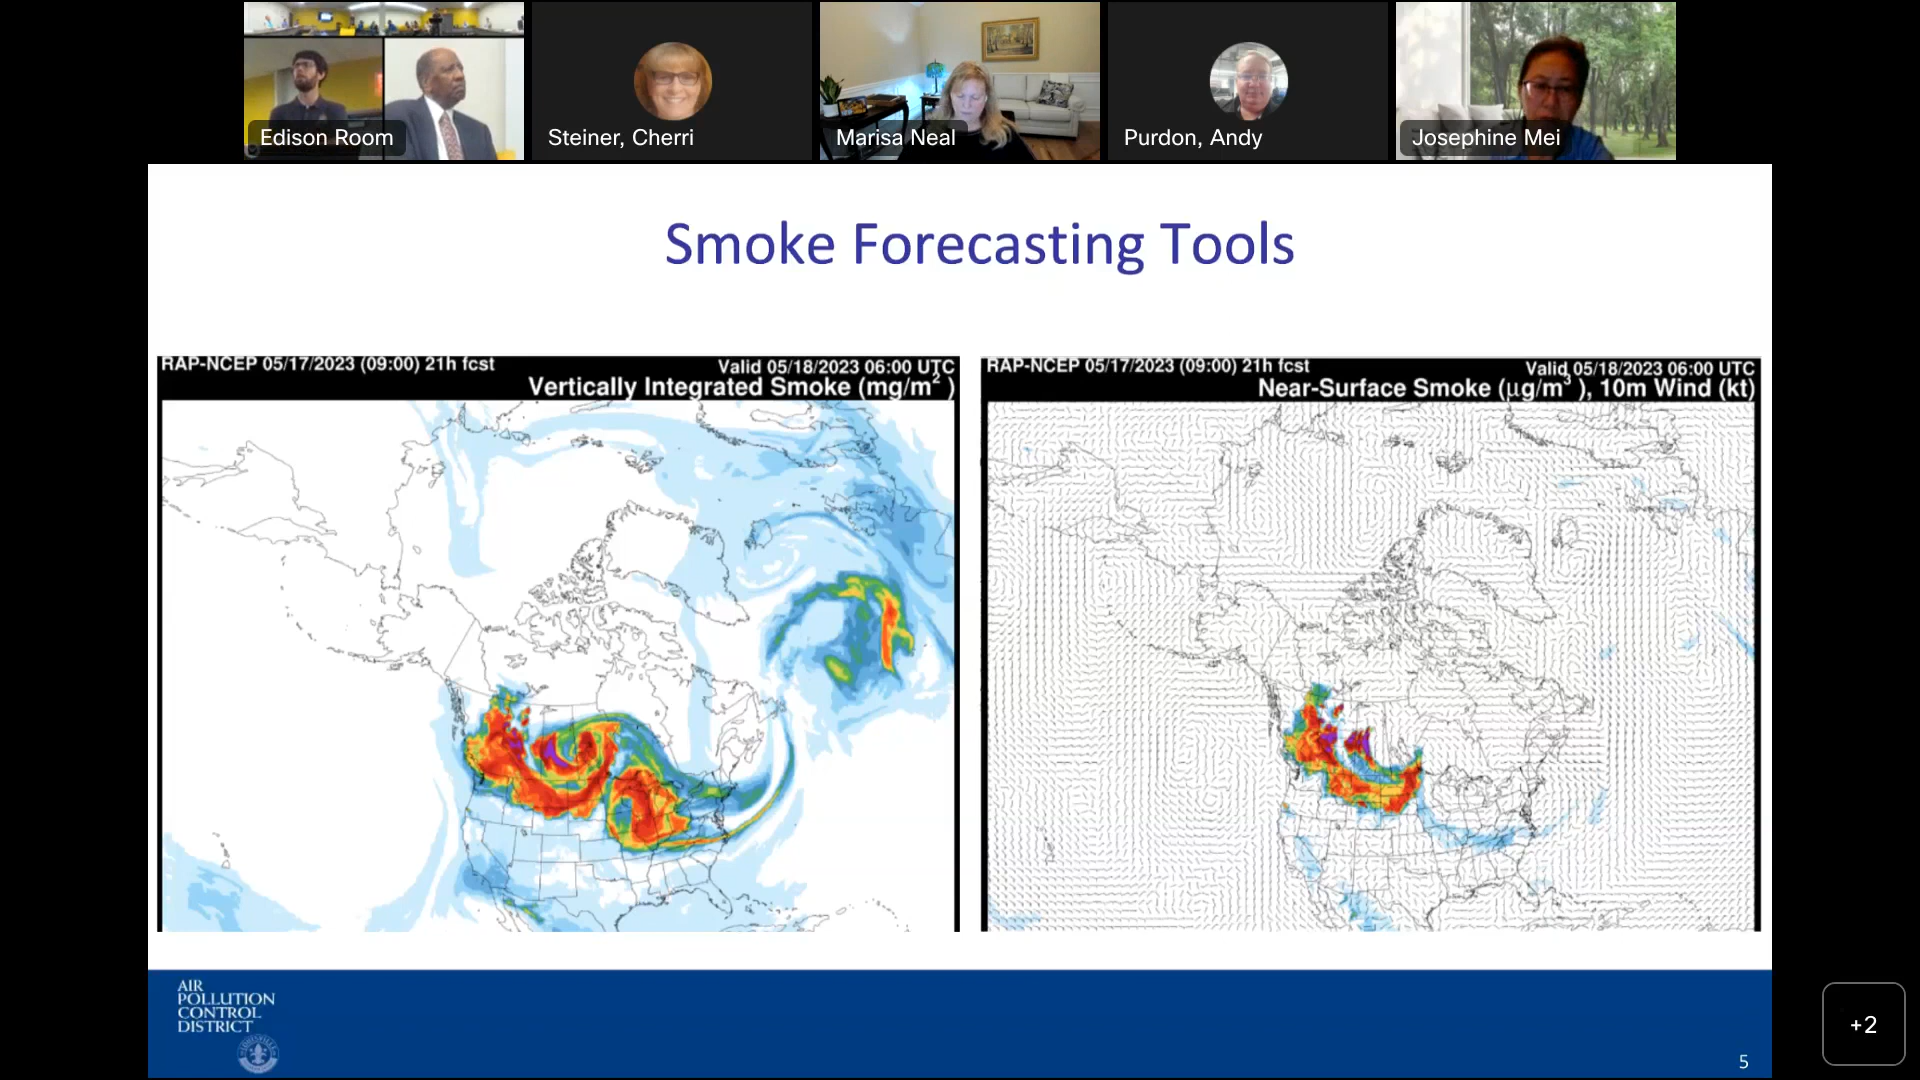 Edison Room
Steiner, Cherri
Marisa Neal
Purdon, Andy
Josephine Mei
Smoke Forecasting Tools
RAP-NCEP 05/17/2023 (09:00) 21h fcst
Valid 05/18/2023 06:00 UTC
Vertically Integrated Smoke (mg/m² )
RAP-NCEP 05/17/2023 (09:00) 21h fcst
Valid 05/18/2023 06:00 UTC
Near-Surface Smoke (µg/m³ ), 10m Wind (kt)
AIR
POLLUTION
CONTROL
DISTRICT
LOUISVILLE
5
+2